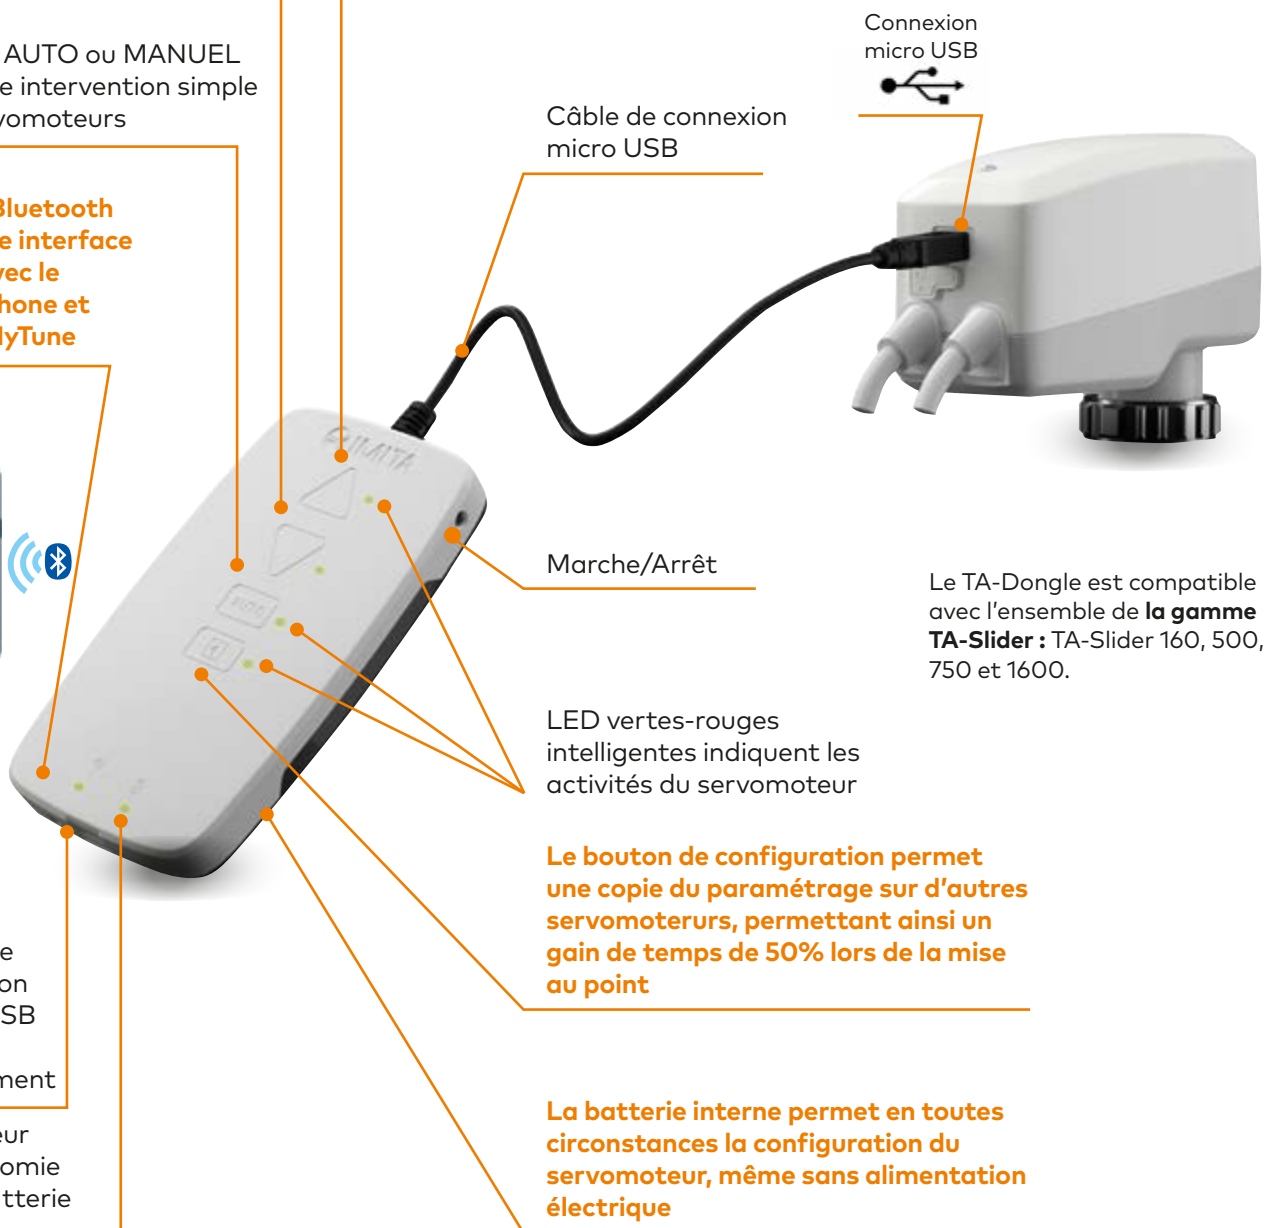 AUTO ou MANUEL
e intervention simple
vomoteurs
Bluetooth
e interface
vec le
hone et
yTune
Connexion
micro USB
Câble de connexion
micro USB
IMI TA
AUTO
Marche/Arrêt
Le TA-Dongle est compatible
avec l'ensemble de la gamme
TA-Slider : TA-Slider 160, 500,
750 et 1600.
LED vertes-rouges
intelligentes indiquent les
activités du servomoteur
Le bouton de configuration permet
une copie du paramétrage sur d'autres
servomoterurs, permettant ainsi un
gain de temps de 50% lors de la mise
au point
e
on
SB
ment
eur
omie
tterie
La batterie interne permet en toutes
circonstances la configuration du
servomoteur, même sans alimentation
électrique